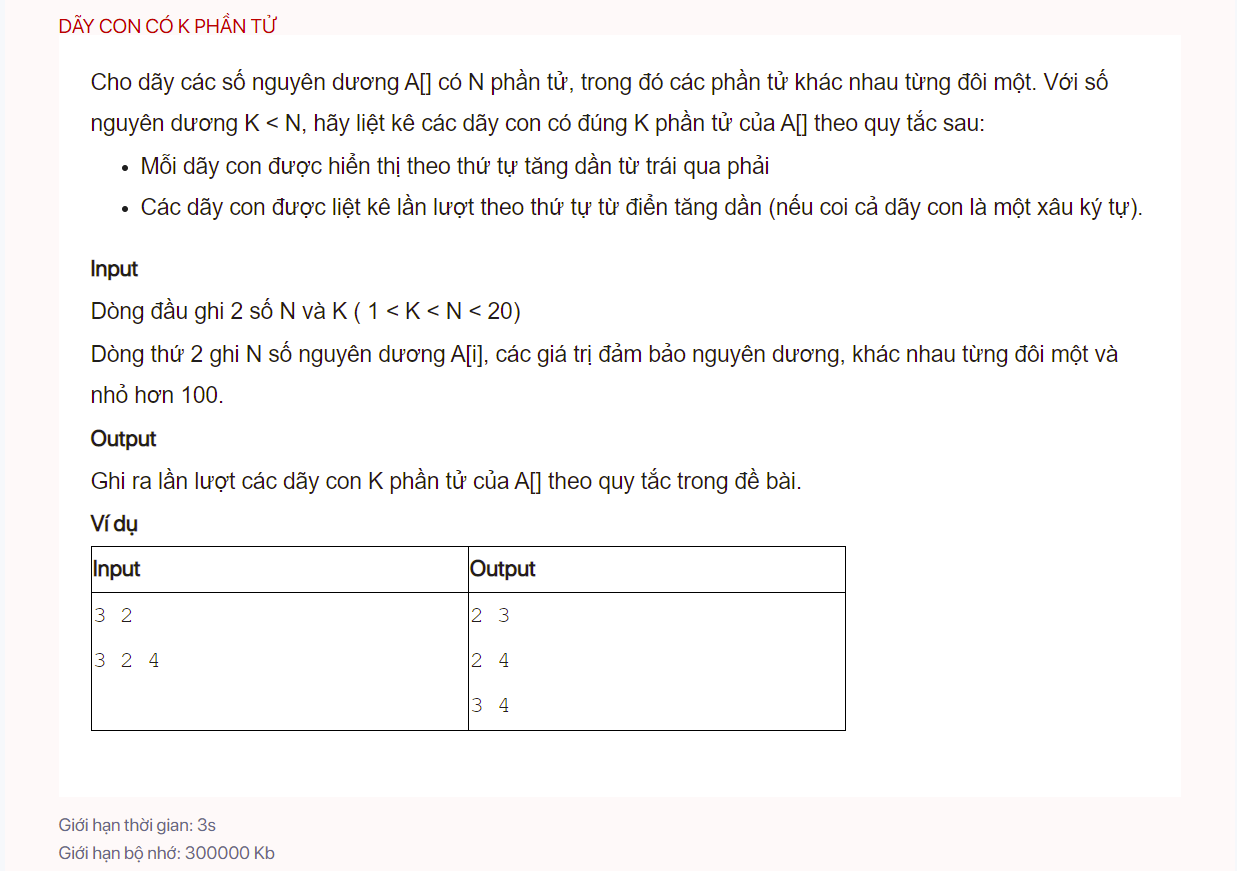 DÃY CON CÓ K PHẦN TỬ
Cho dãy các số nguyên dương A[] có N phần tử, trong đó các phần tử khác nhau từng đôi một. Với số
nguyên dương K < N, hãy liệt kê các dãy con có đúng K phần tử của A[] theo quy tắc sau:
• Mỗi dãy con được hiển thị theo thứ tự tăng dần từ trái qua phải
• Các dãy con được liệt kê lần lượt theo thứ tự từ điển tăng dần (nếu coi cả dãy con là một xâu ký tự).
Input
Dòng đầu ghi 2 số N và K ( 1 < K < N < 20)
Dòng thứ 2 ghi N số nguyên dương A[i], các giá trị đảm bảo nguyên dương, khác nhau từng đôi một và
nhỏ hơn 100.
Output
Ghi ra lần lượt các dãy con K phần tử của A[] theo quy tắc trong đề bài.
Ví dụ
Input Output
3 2 2 3
3 2 4 2 4
3 4
Giới hạn thời gian: 3s
Giới hạn bộ nhớ: 300000 Kb